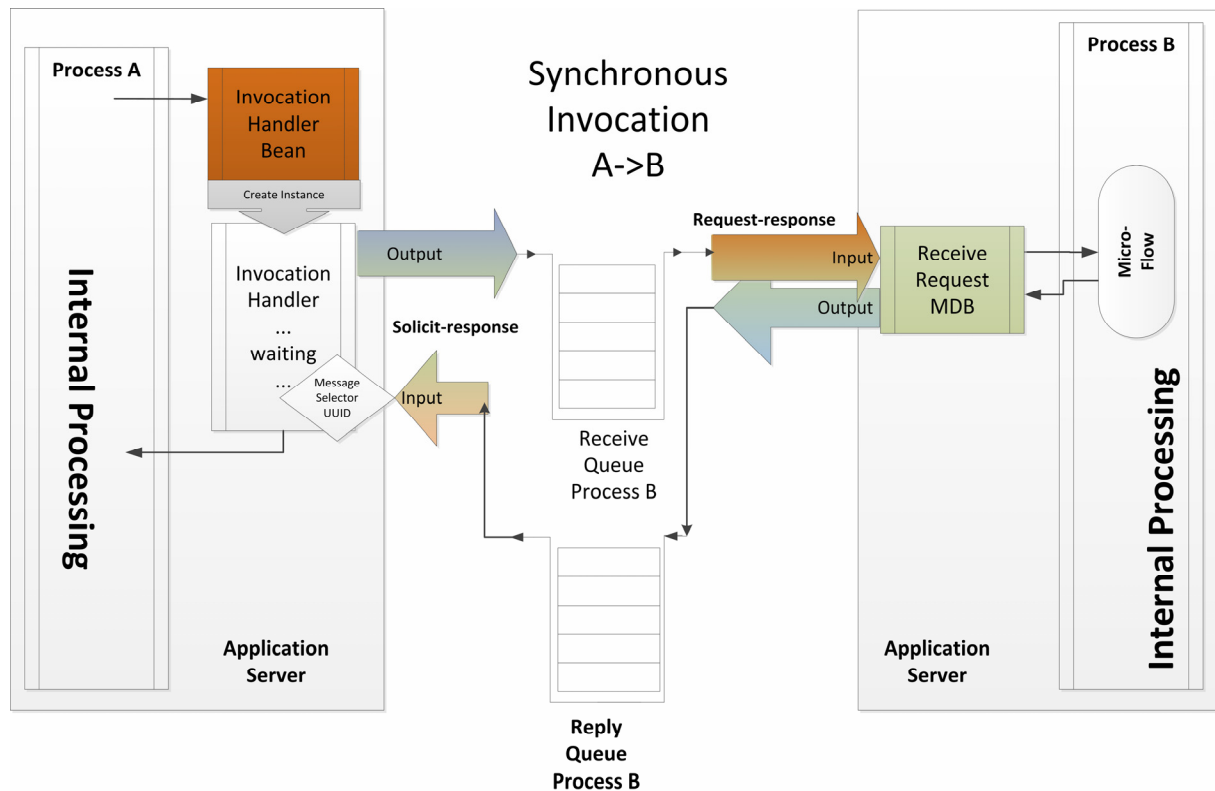 Process A
Invocation
Handler
Bean
Create Instance
Invocation
Handler
...
waiting
...
Message
Selector
UUID
Internal Processing
Application
Server
Output
Solicit-response
Input
Synchronous
Invocation
A->B
Receive
Queue
Process B
Reply
Queue
Process B
Request-response
Input
Output
Receive
Request
MDB
Process B
Micro-
Flow
Internal Processing
Application
Server